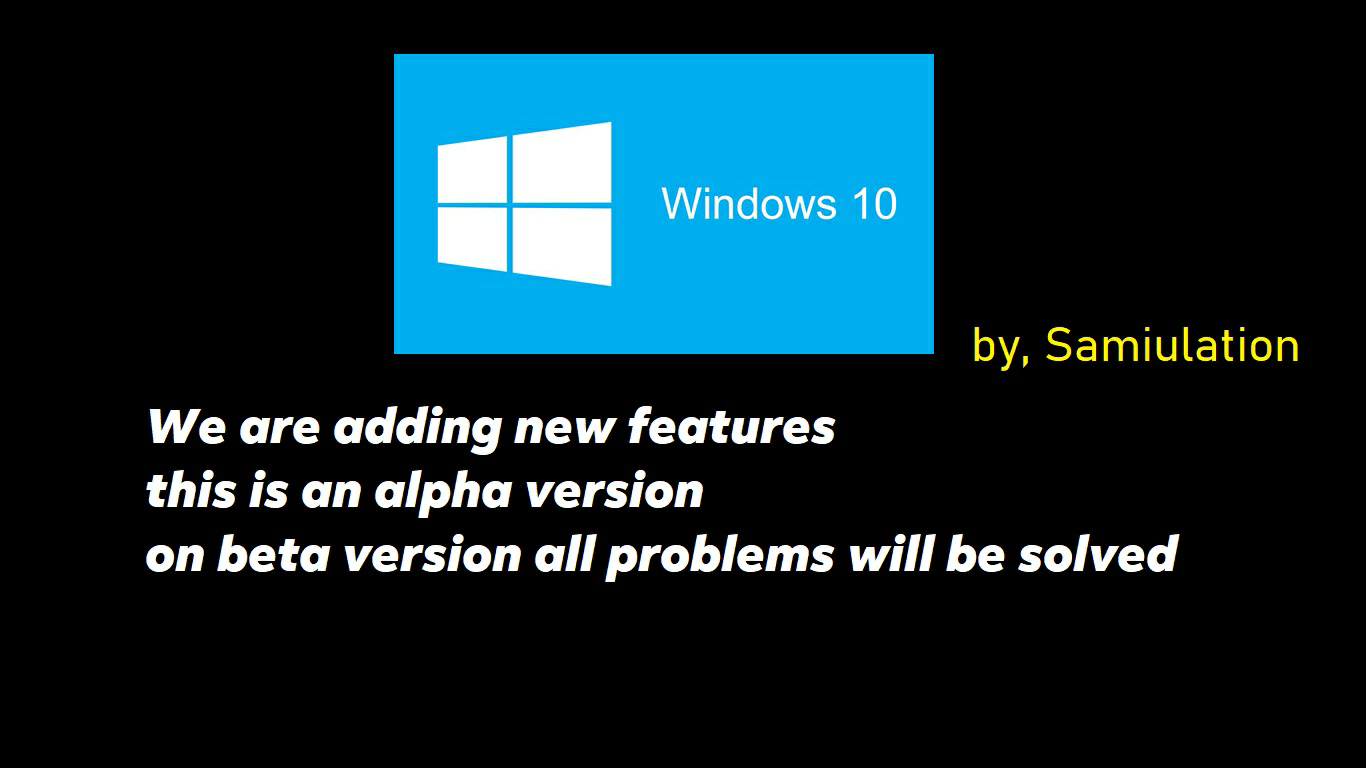 Windows 10
by, Samiulation
We are adding new features
this is an alpha version
on beta version all problems will be solved